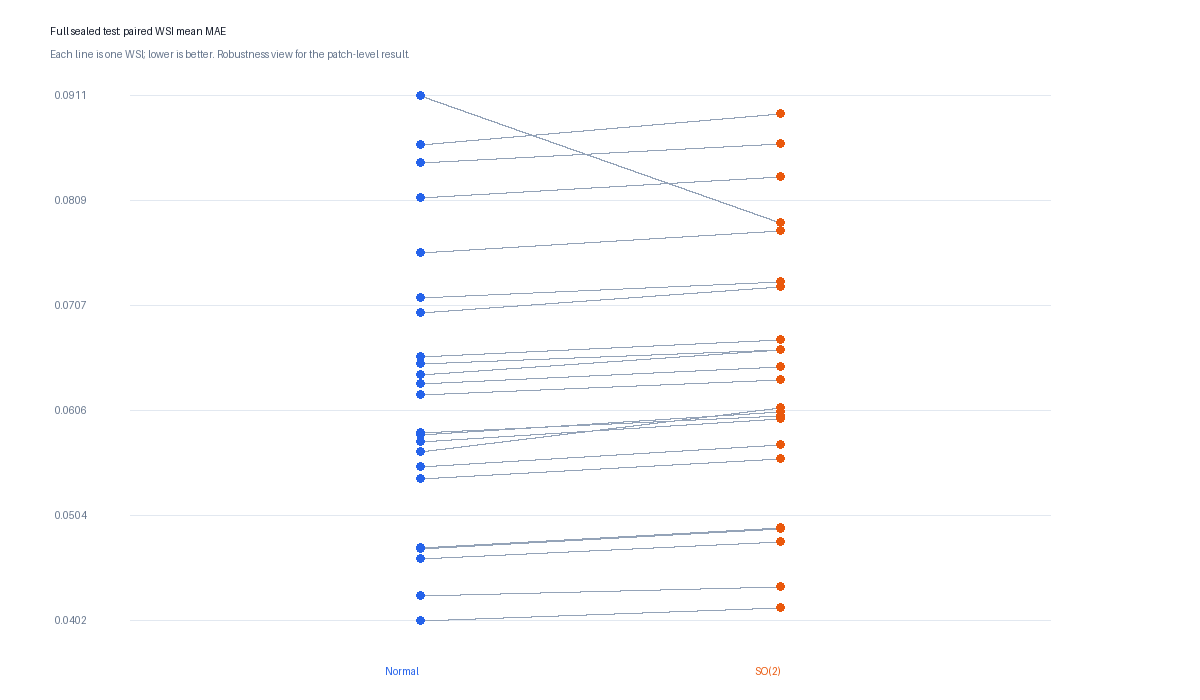 Full sealed test: paired WSI mean MAE
Each line is one WSI; lower is better. Robustness view for the patch-level result.
0.0911
0.0809
0.0707
0.0606
0.0504
0.0402
Normal
SO(2)